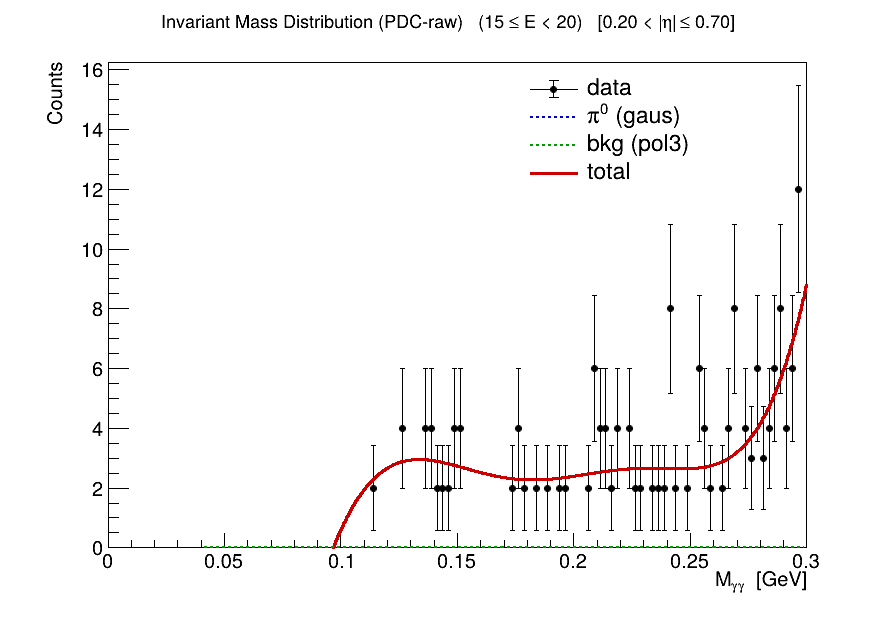 Invariant Mass Distribution (PDC-raw) (15 ≤ E < 20) [0.20 < |η| ≤ 0.70]
Counts
16
14
12
10
8
6
4
2
0
data
π⁰ (gaus)
bkg (pol3)
total
0 0.05 0.1 0.15 0.2 0.25 0.3
M_γγ [GeV]